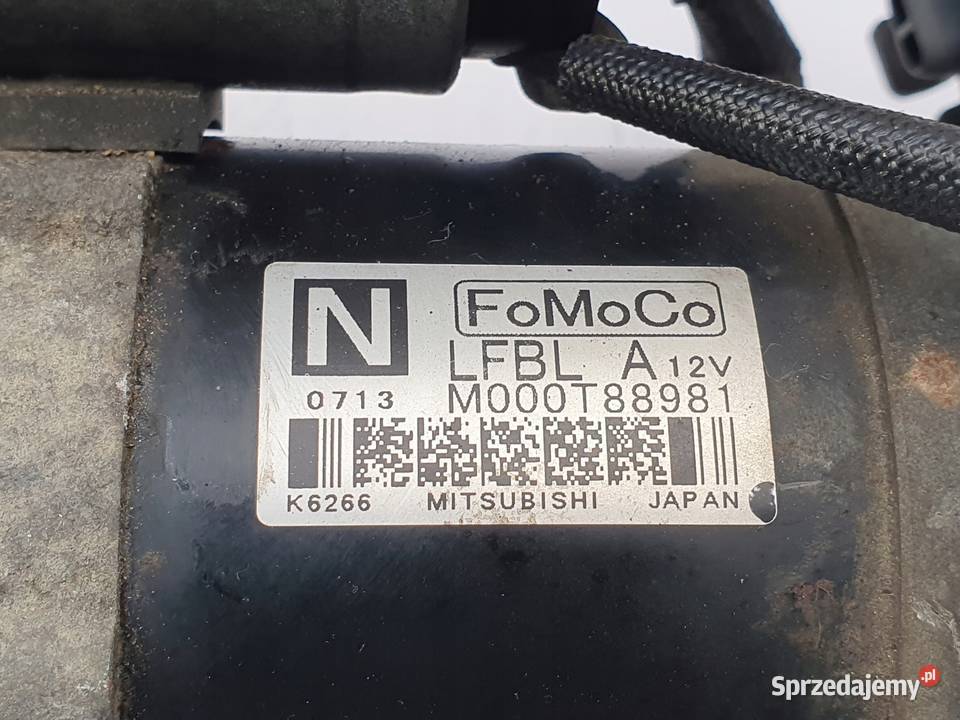 N FoMoCo
LFBL A 12V
0713 M000T88981
K6266 MITSUBISHI JAPAN
Sprzedajemy.pl